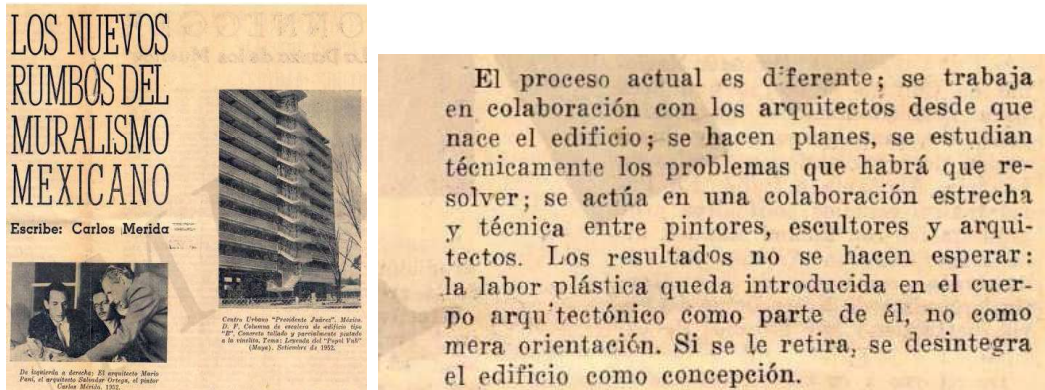 LOS NUEVOS
RUMBOS DEL
MURALISMO
MEXICANO
Escribe: Carlos Merida
Centro Urbano "Presidente Juárez". México.
D. F. Columna de escalera de edificio tipo
"B". Concreto tallado y parcialmente pintado
a la vinelita. Tema: Leyenda del "Popol Vuh"
(Maya). Setiembre de 1952.
De izquierda a derecha: El arquitecto Mario
Pani, el arquitecto Salvador Ortega, el pintor
Carlos Mérida. 1952.
El proceso actual es diferente; se trabaja
en colaboración con los arquitectos desde que
nace el edificio; se hacen planes, se estudian
técnicamente los problemas que habrá que re-
solver; se actúa en una colaboración estrecha
y técnica entre pintores, escultores y arqui-
tectos. Los resultados no se hacen esperar:
la labor plástica queda introducida en el cuer-
po arquitectónico como parte de él, no como
mera orientación. Si se le retira, se desintegra
el edificio como concepción.